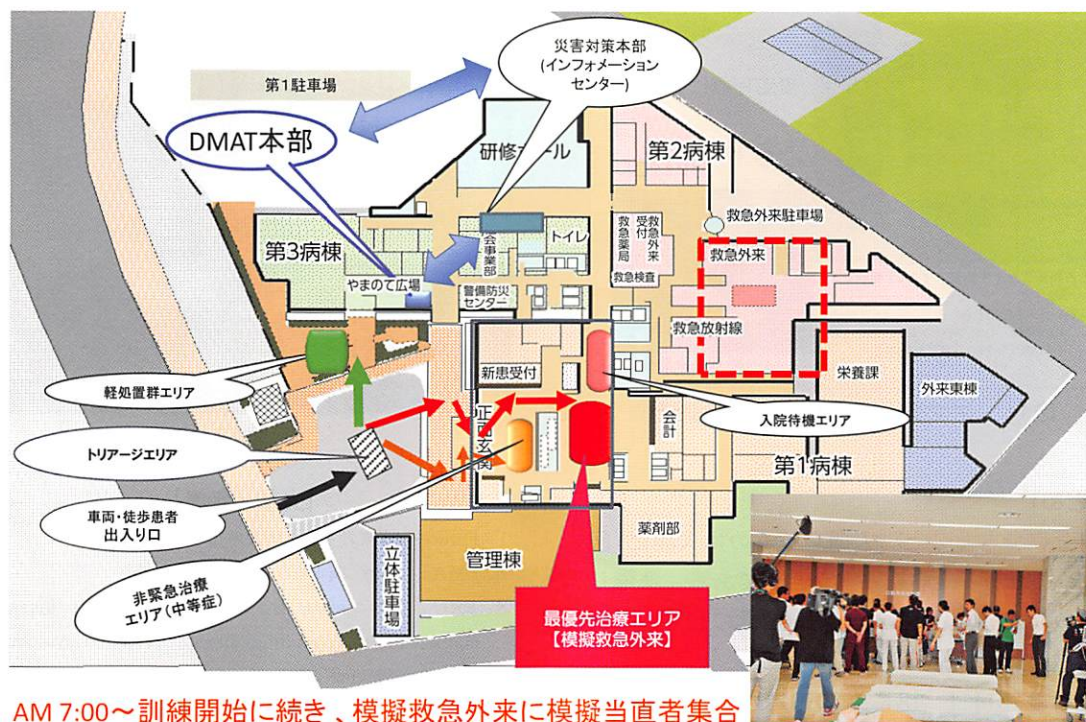 災害対策本部
(インフォメーション
センター)
第1駐車場
DMAT本部
研修
ール
第2病棟
救急外来駐車場
第3病棟
会事業部
トイレ
救急薬局
救急外来
受付
救急外来
やまのて広場
警備防災
センター
救急検査
救急放射線
軽処置群エリア
新患受付
栄養課
外来東棟
トリアージエリア
正面玄関
会計
入院待機エリア
第1病棟
車両・徒歩患者
出入り口
薬剤部
管理棟
立体駐車場
非緊急治療
エリア(中等症)
最優先治療エリア
【模擬救急外来】
AM 7:00～訓練開始に続き、模擬救急外来に模擬当直者集合